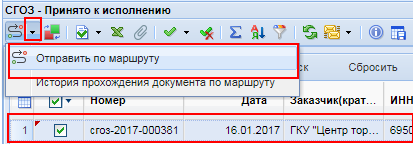 СГОЗ - Принято к исполнению
Отправить по маршруту
История прохождения документа по маршруту
ск Сбросить
Номер Дата Заказчик(крат... ИНН
1 сгоз-2017-000381 16.01.2017 ГКУ "Центр тор... 6950